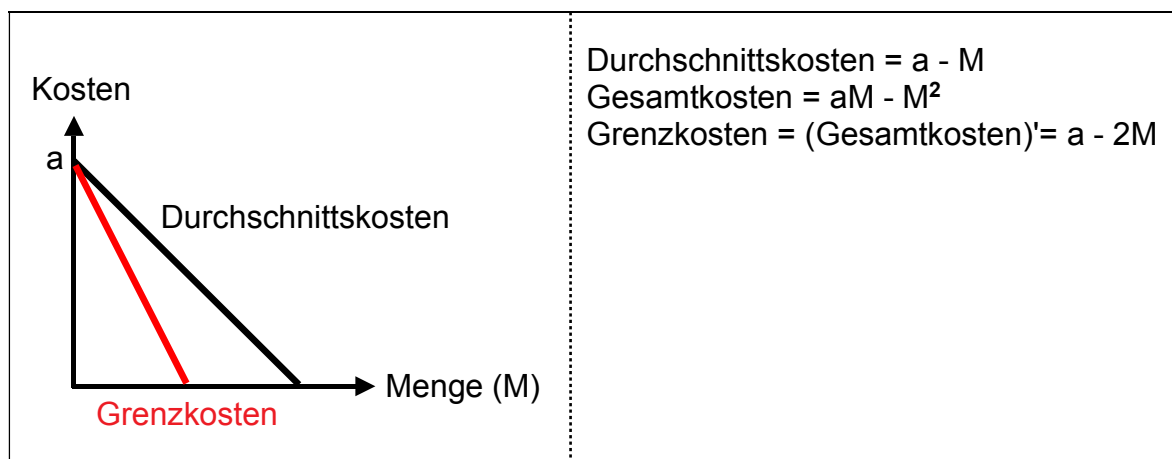 Kosten
a
Durchschnittskosten
Menge (M)
Grenzkosten
Durchschnittskosten = a - M
Gesamtkosten = aM - M²
Grenzkosten = (Gesamtkosten)'= a - 2M